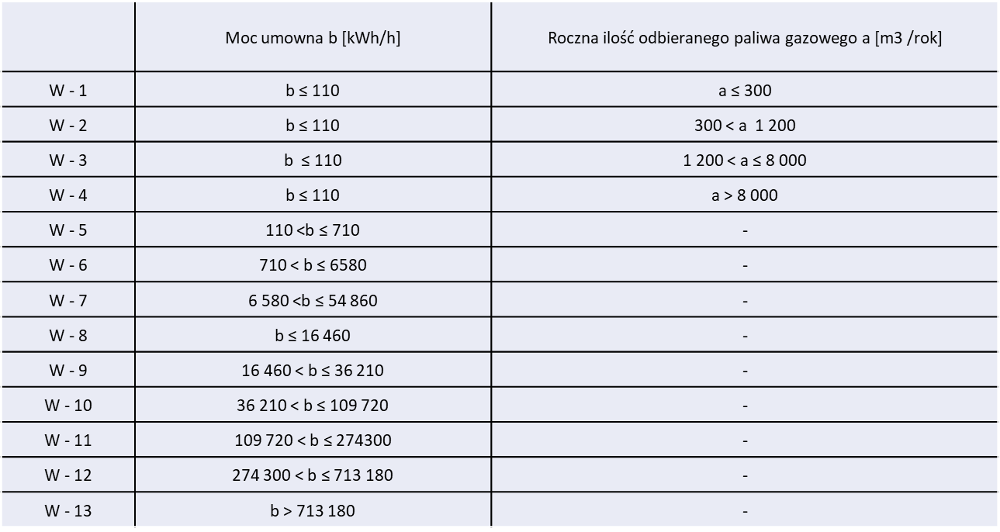 Moc umowna b [kWh/h] Roczna ilość odbieranego paliwa gazowego a [m3 /rok]
W - 1 b ≤ 110 a ≤ 300
W - 2 b ≤ 110 300 < a 1 200
W - 3 b ≤ 110 1 200 < a ≤ 8 000
W - 4 b ≤ 110 a > 8 000
W - 5 110 <b ≤ 710 -
W - 6 710 < b ≤ 6580 -
W - 7 6 580 <b ≤ 54 860 -
W - 8 b ≤ 16 460 -
W - 9 16 460 < b ≤ 36 210 -
W - 10 36 210 < b ≤ 109 720 -
W - 11 109 720 < b ≤ 274300 -
W - 12 274 300 < b ≤ 713 180 -
W - 13 b > 713 180 -